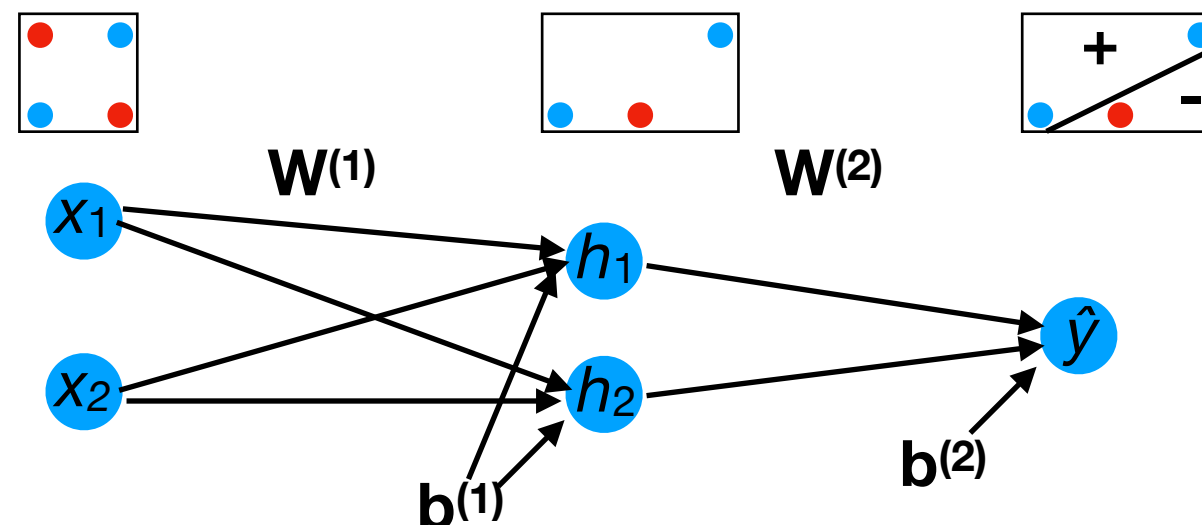 +
-
W(1)
W(2)
x1
h1
ŷ
x2
h2
b(2)
b(1)